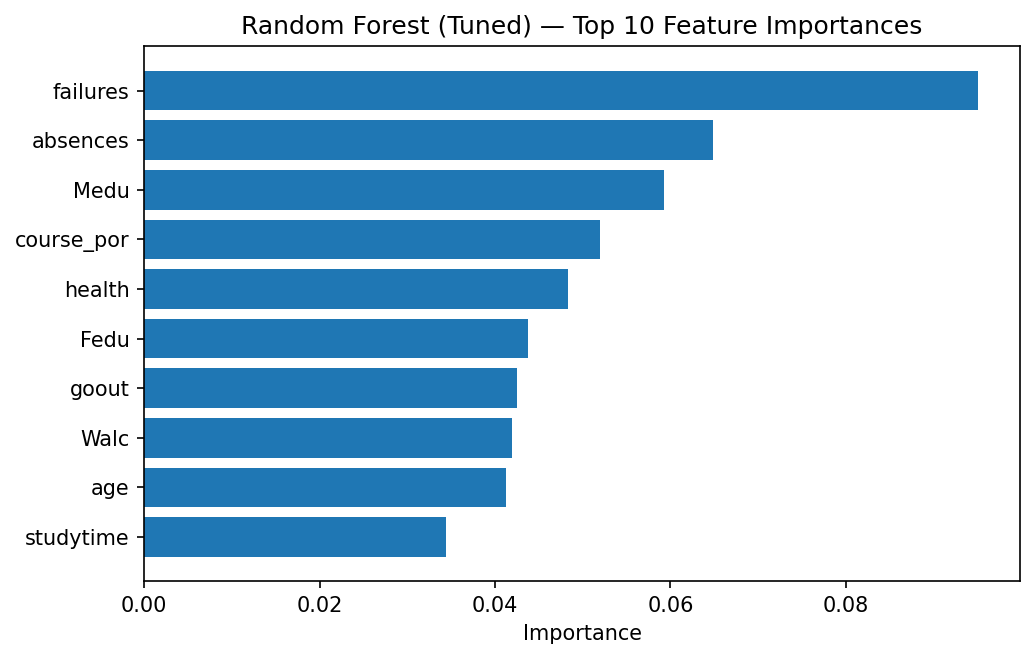 Random Forest (Tuned) — Top 10 Feature Importances
failures
absences
Medu
course_por
health
Fedu
goout
Walc
age
studytime
0.00 0.02 0.04 0.06 0.08
Importance